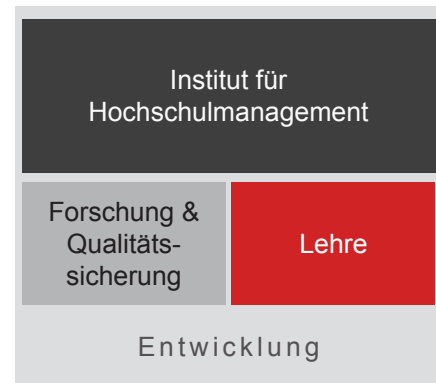 Institut für
Hochschulmanagement
Forschung &
Qualitäts-
sicherung
Lehre
Entwicklung